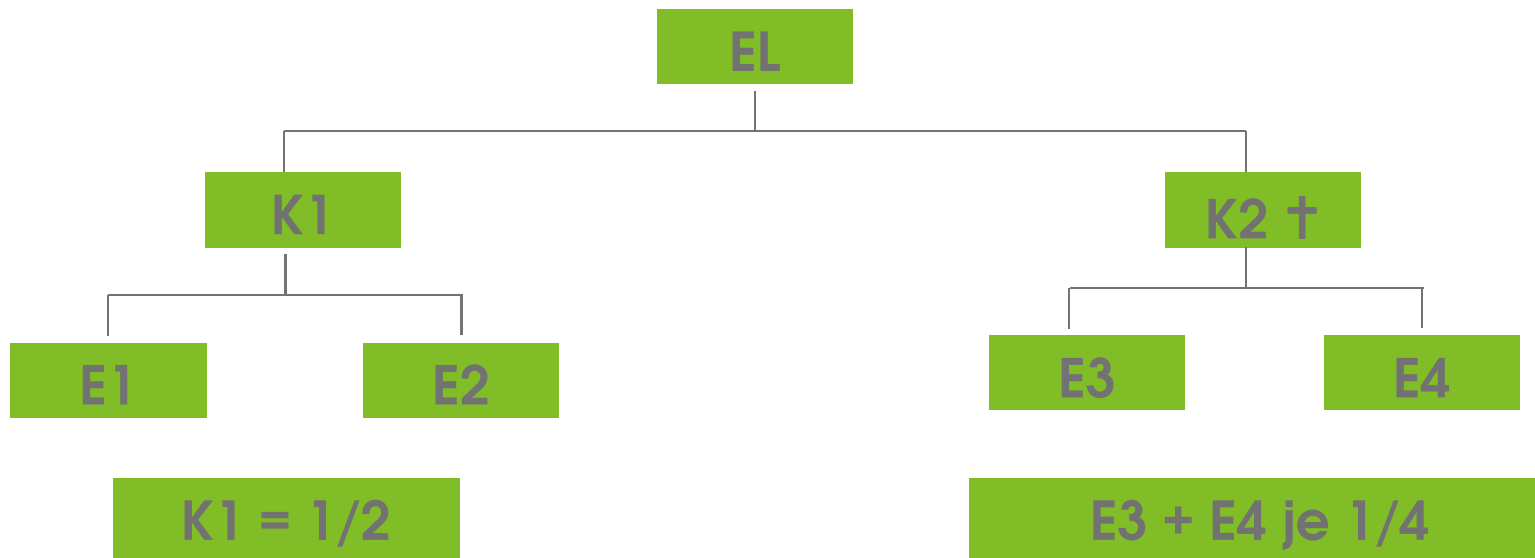 EL
K1
K2 †
E1
E2
E3
E4
K1 = 1/2
E3 + E4 je 1/4